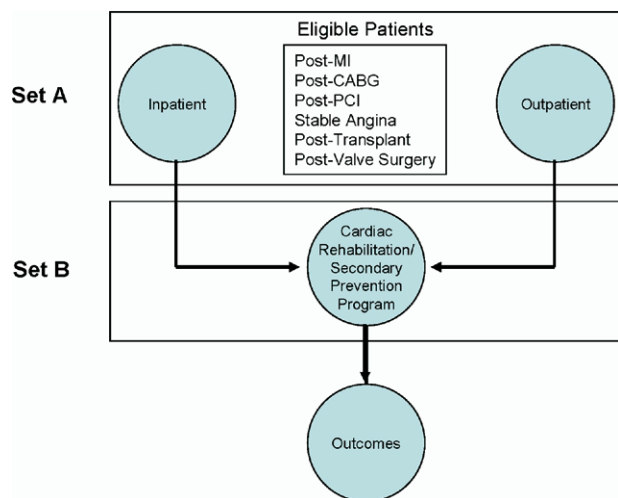 Eligible Patients
Set A
Inpatient
Post-MI
Post-CABG
Post-PCI
Stable Angina
Post-Transplant
Post-Valve Surgery
Outpatient
Set B
Cardiac
Rehabilitation/
Secondary
Prevention
Program
Outcomes